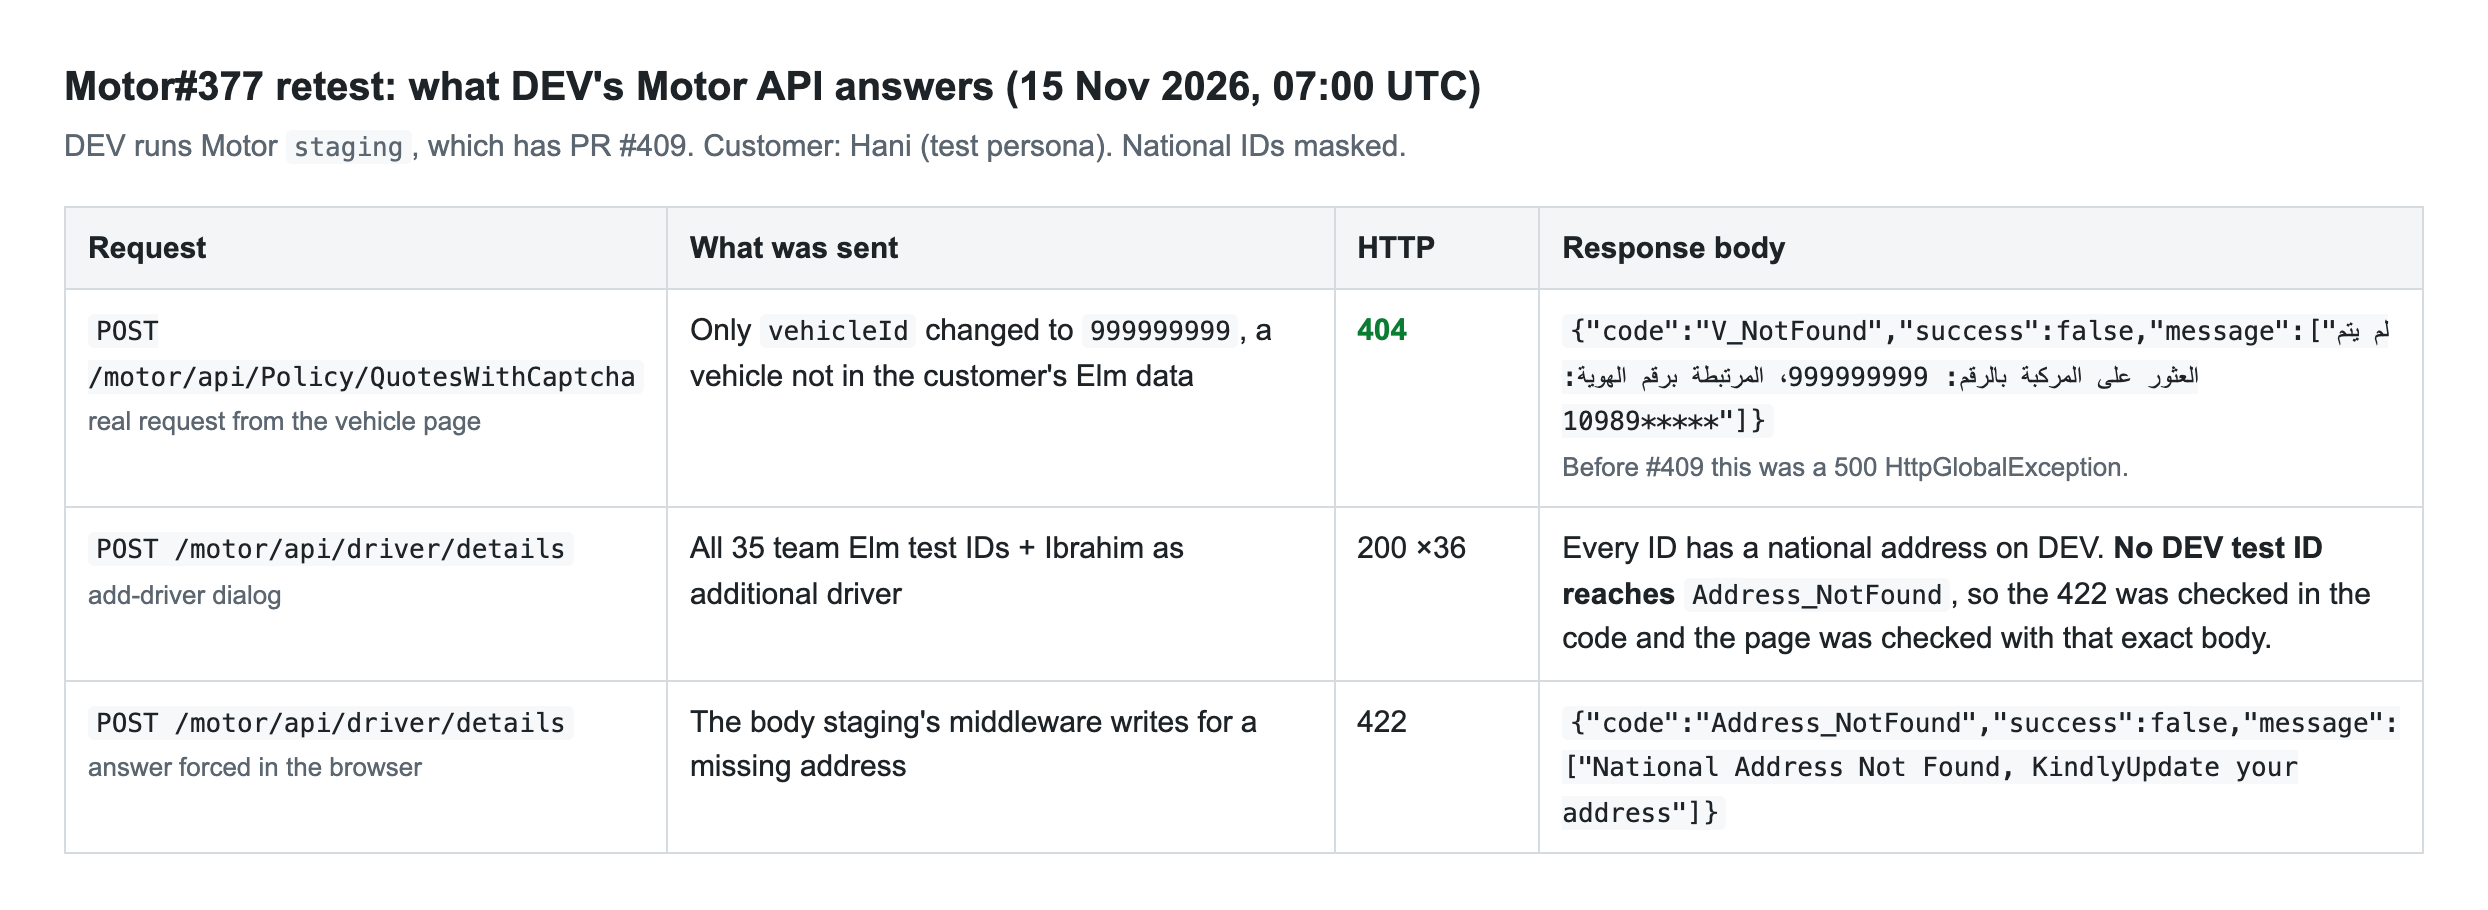 Motor#377 retest: what DEV's Motor API answers (15 Nov 2026, 07:00 UTC)
DEV runs Motor staging, which has PR #409. Customer: Hani (test persona). National IDs masked.
Request
What was sent
HTTP
Response body
POST
/motor/api/Policy/QuotesWithCaptcha
real request from the vehicle page
Only vehicleId changed to 999999999, a
vehicle not in the customer's Elm data
404
{"code":"V_NotFound","success":false,"message":["لم يتم
العثور على المركبة بالرقم: 999999999، المرتبطة برقم الهوية:
10989*****"]}
Before #409 this was a 500 HttpGlobalException.
POST /motor/api/driver/details
add-driver dialog
All 35 team Elm test IDs + Ibrahim as
additional driver
200 ×36
Every ID has a national address on DEV. No DEV test ID
reaches Address_NotFound, so the 422 was checked in the
code and the page was checked with that exact body.
POST /motor/api/driver/details
answer forced in the browser
The body staging's middleware writes for a
missing address
422
{"code":"Address_NotFound","success":false,"message":
["National Address Not Found, KindlyUpdate your
address"]}